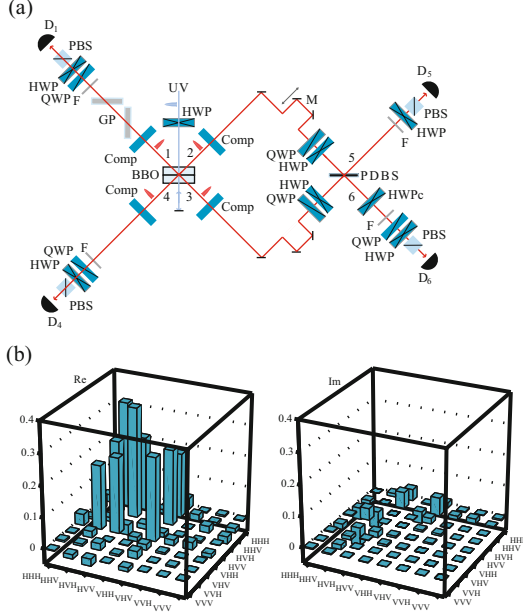 (a)
D1
PBS
HWP
QWP
F
GP
UV
HWP
M
D5
PBS
HWP
F
Comp
1
2
Comp
QWP
HWP
5
BBO
PDBS
Comp
4
3
Comp
HWP
QWP
6
HWPc
F
QWP
HWP
PBS
D6
QWP
F
HWP
PBS
D4
(b)
Re
0.4
0.3
0.2
0.1
0
HHH
HHV
HVH
HVV
VHH
VHV
VVH
VVV
VVV
VVH
VHV
VHH
HVV
HVH
HHV
HHH
Im
0.4
0.3
0.2
0.1
0
HHH
HHV
HVH
HVV
VHH
VHV
VVH
VVV
VVV
VVH
VHV
VHH
HVV
HVH
HHV
HHH